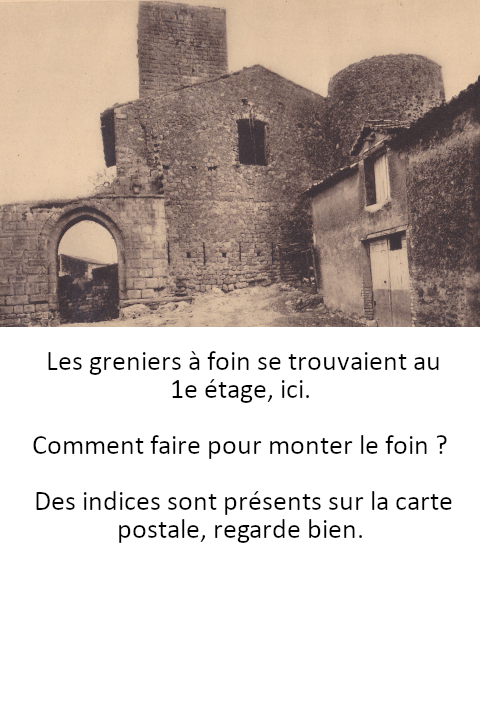 Les greniers à foin se trouvaient au
1e étage, ici.
Comment faire pour monter le foin ?
Des indices sont présents sur la carte
postale, regarde bien.